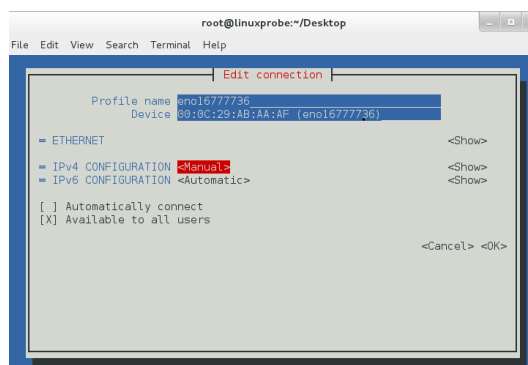 root@linuxprobe:~/Desktop
File Edit View Search Terminal Help
Edit connection
Profile name eno16777736
Device 00:0C:29:AB:AA:AF (eno16777736)
= ETHERNET <Show>
= IPv4 CONFIGURATION <Manual> <Show>
= IPv6 CONFIGURATION <Automatic> <Show>
[ ] Automatically connect
[X] Available to all users
<Cancel> <OK>